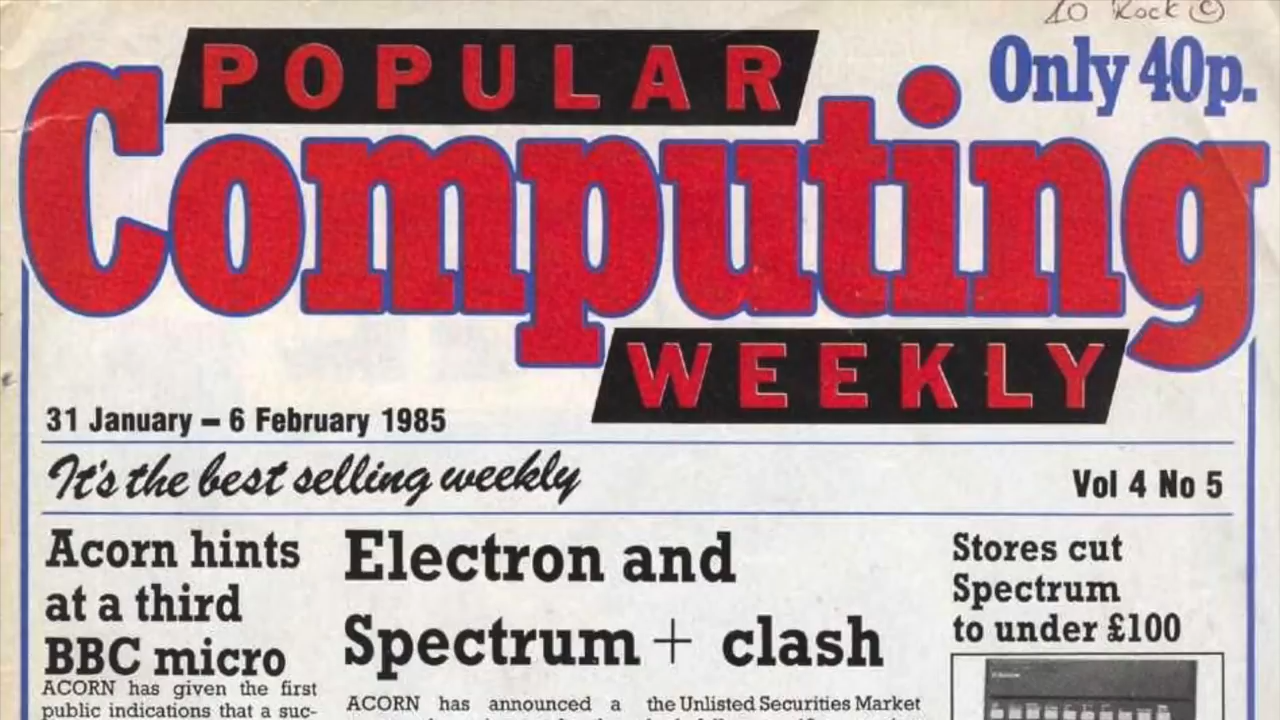 10 Rock ©
POPULAR
Only 40p.
Computing
WEEKLY
31 January – 6 February 1985
It's the best selling weekly
Vol 4 No 5
Acorn hints
at a third
BBC micro
ACORN has given the first
public indications that a suc-
Electron and
Spectrum + clash
ACORN has announced a
the Unlisted Securities Market
Stores cut
Spectrum
to under £100